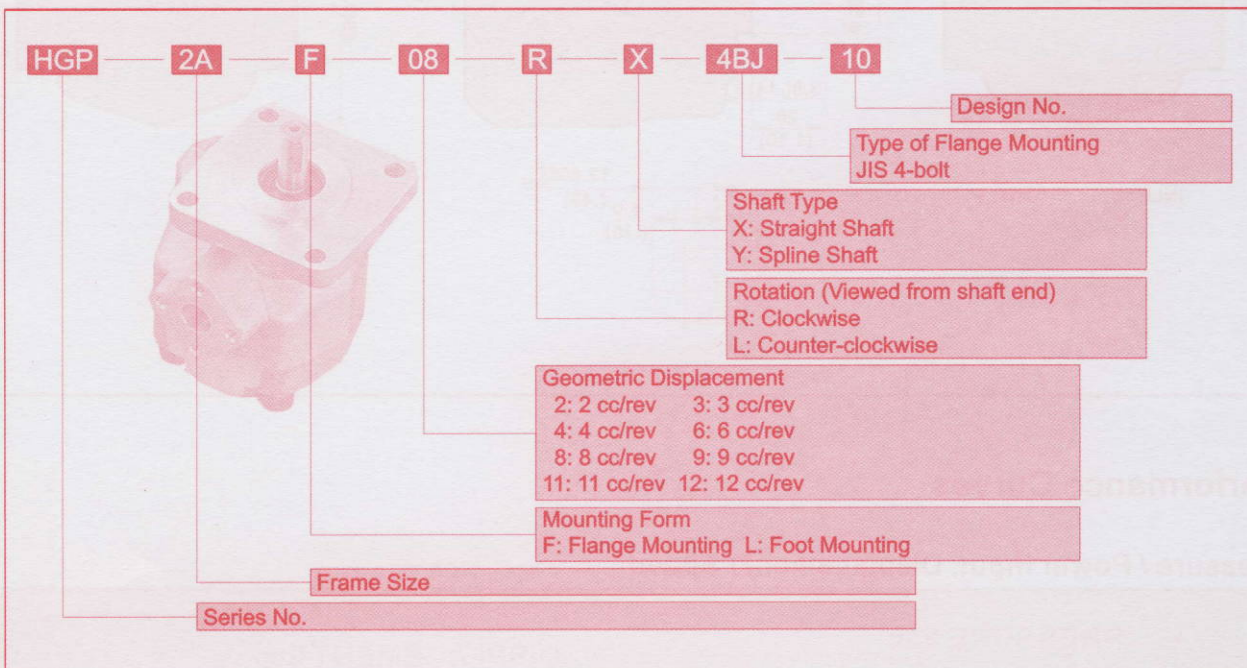 HGP 2A F 08 R X 4BJ 10
Design No.
Type of Flange Mounting
JIS 4-bolt
Shaft Type
X: Straight Shaft
Y: Spline Shaft
Rotation (Viewed from shaft end)
R: Clockwise
L: Counter-clockwise
Geometric Displacement
2: 2 cc/rev 3: 3 cc/rev
4: 4 cc/rev 6: 6 cc/rev
8: 8 cc/rev 9: 9 cc/rev
11: 11 cc/rev 12: 12 cc/rev
Mounting Form
F: Flange Mounting L: Foot Mounting
Frame Size
Series No.